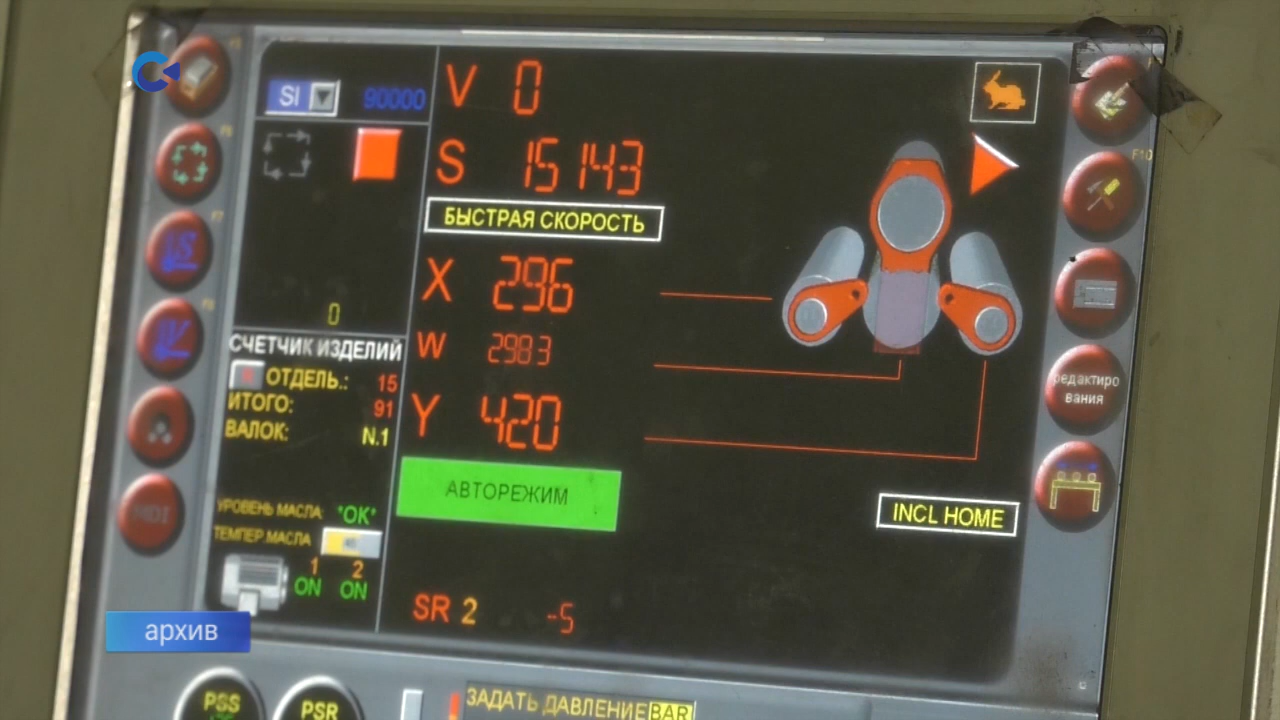 SI 90000
V 0
S 15143
БЫСТРАЯ СКОРОСТЬ
X 296
W 2983
Y 420
АВТОРЕЖИМ
SR 2 -5
0
СЧЕТЧИК ИЗДЕЛИЙ
ОТДЕЛЬ.: 15
ИТОГО: 91
ВАЛОК: N.1
УРОВЕНЬ МАСЛА *OK*
ТЕМПЕР.МАСЛА
1 2
ON ON
INCL HOME
F10
редактиро
вания
MDI
архив
PSS
PSR
ЗАДАТЬ ДАВЛЕНИЕ BAR